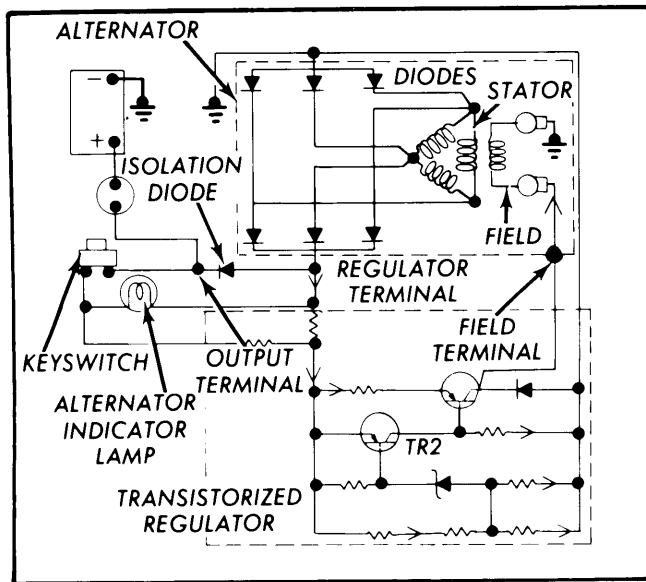 ALTERNATOR
DIODES
STATOR
−
+
ISOLATION
DIODE
FIELD
REGULATOR
TERMINAL
KEYSWITCH
OUTPUT
TERMINAL
FIELD
TERMINAL
ALTERNATOR
INDICATOR
LAMP
TR2
TRANSISTORIZED
REGULATOR